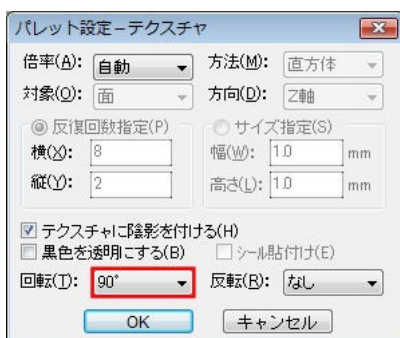 パレット設定－テクスチャ
倍率(A): 自動 方法(M): 直方体
対象(O): 面 方向(D): Z軸
反復回数指定(P) サイズ指定(S)
横(X): 8 幅(W): 1.0 mm
縦(Y): 2 高さ(L): 1.0 mm
テクスチャに陰影を付ける(H)
黒色を透明にする(B) シール貼付け(E)
回転(T): 90° 反転(R): なし
OK キャンセル